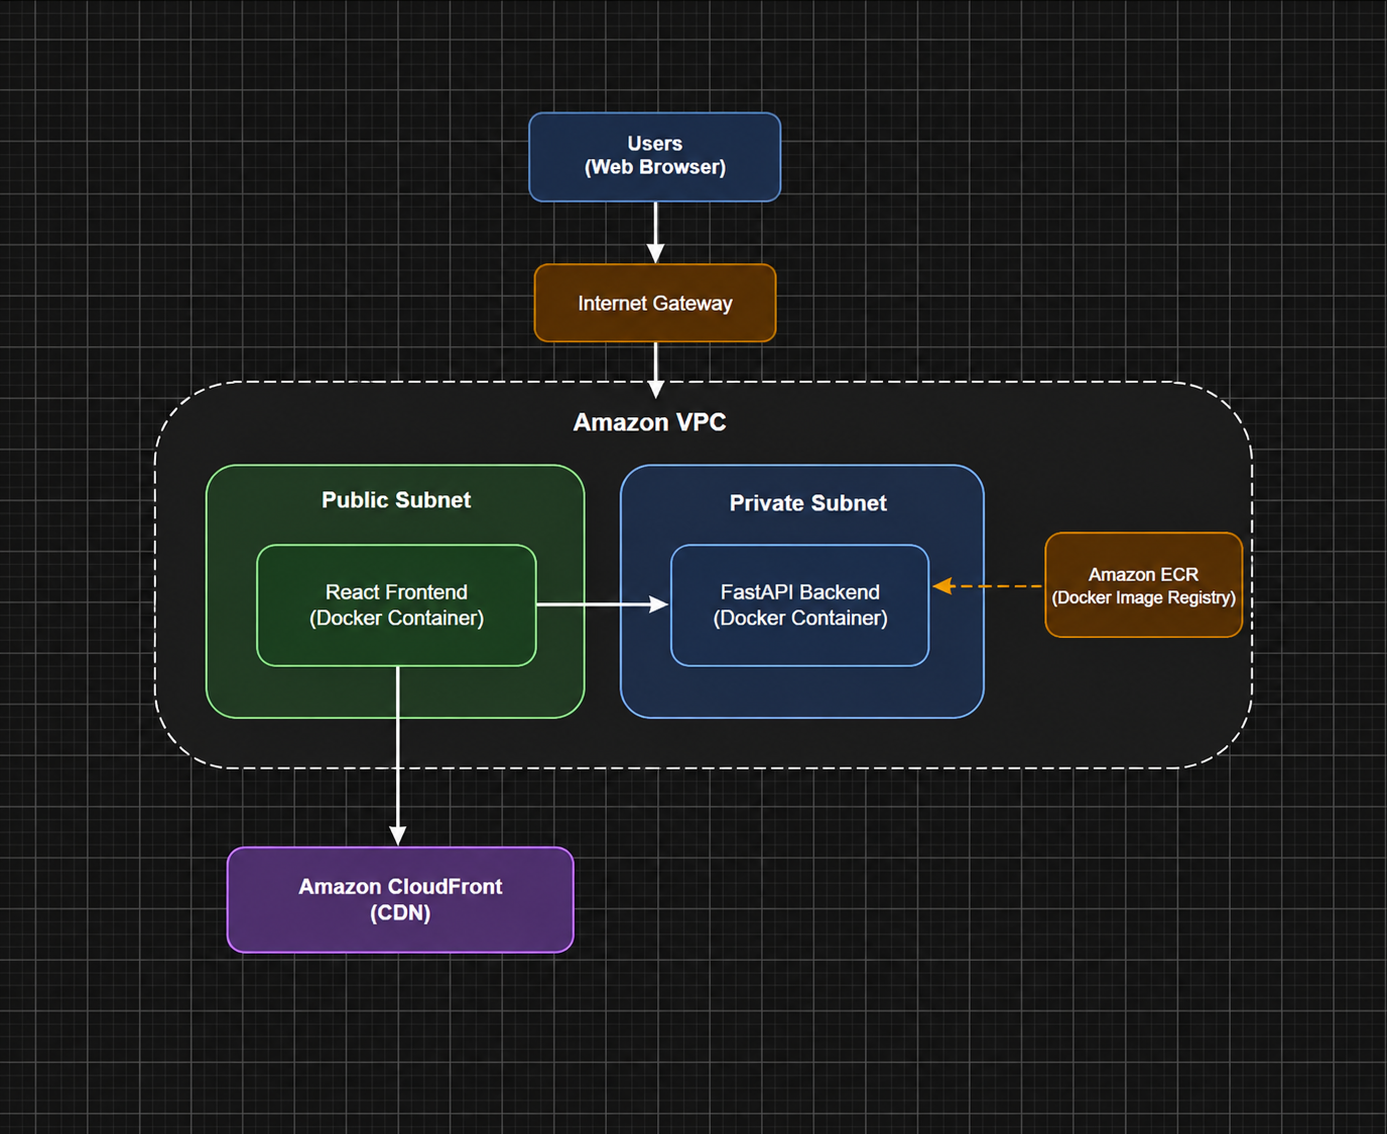 Users
(Web Browser)
Internet Gateway
Amazon VPC
Public Subnet
React Frontend
(Docker Container)
Private Subnet
FastAPI Backend
(Docker Container)
Amazon ECR
(Docker Image Registry)
Amazon CloudFront
(CDN)